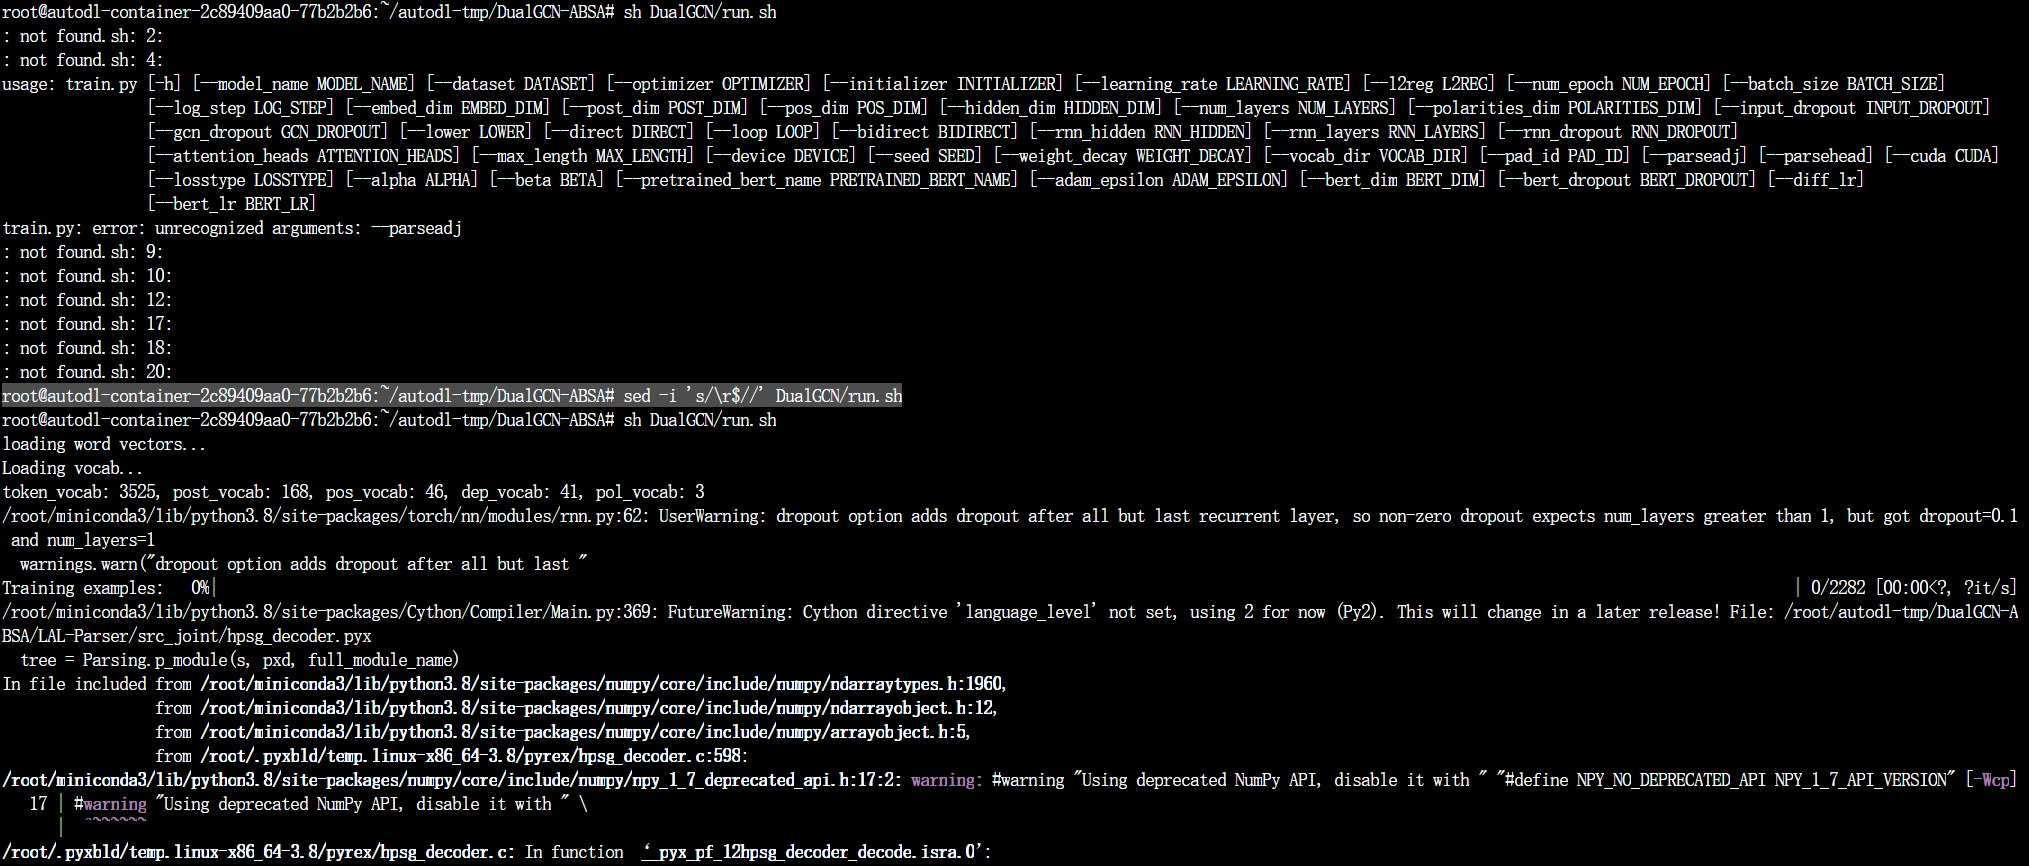 root@autodl-container-2c89409aa0-77b2b2b6:~/autodl-tmp/DualGCN-ABSA# sh DualGCN/run.sh
: not found.sh: 2:
: not found.sh: 4:
usage: train.py [-h] [--model_name MODEL_NAME] [--dataset DATASET] [--optimizer OPTIMIZER] [--initializer INITIALIZER] [--learning_rate LEARNING_RATE] [--l2reg L2REG] [--num_epoch NUM_EPOCH] [--batch_size BATCH_SIZE]
[--log_step LOG_STEP] [--embed_dim EMBED_DIM] [--post_dim POST_DIM] [--pos_dim POS_DIM] [--hidden_dim HIDDEN_DIM] [--num_layers NUM_LAYERS] [--polarities_dim POLARITIES_DIM] [--input_dropout INPUT_DROPOUT]
[--gcn_dropout GCN_DROPOUT] [--lower LOWER] [--direct DIRECT] [--loop LOOP] [--bidirect BIDIRECT] [--rnn_hidden RNN_HIDDEN] [--rnn_layers RNN_LAYERS] [--rnn_dropout RNN_DROPOUT]
[--attention_heads ATTENTION_HEADS] [--max_length MAX_LENGTH] [--device DEVICE] [--seed SEED] [--weight_decay WEIGHT_DECAY] [--vocab_dir VOCAB_DIR] [--pad_id PAD_ID] [--parseadj] [--parsehead] [--cuda CUDA]
[--losstype LOSSTYPE] [--alpha ALPHA] [--beta BETA] [--pretrained_bert_name PRETRAINED_BERT_NAME] [--adam_epsilon ADAM_EPSILON] [--bert_dim BERT_DIM] [--bert_dropout BERT_DROPOUT] [--diff_lr]
[--bert_lr BERT_LR]
train.py: error: unrecognized arguments: --parseadj
: not found.sh: 9:
: not found.sh: 10:
: not found.sh: 12:
: not found.sh: 17:
: not found.sh: 18:
: not found.sh: 20:
root@autodl-container-2c89409aa0-77b2b2b6:~/autodl-tmp/DualGCN-ABSA# sed -i 's/\r$//' DualGCN/run.sh
root@autodl-container-2c89409aa0-77b2b2b6:~/autodl-tmp/DualGCN-ABSA# sh DualGCN/run.sh
loading word vectors...
Loading vocab...
token_vocab: 3525, post_vocab: 168, pos_vocab: 46, dep_vocab: 41, pol_vocab: 3
/root/miniconda3/lib/python3.8/site-packages/torch/nn/modules/rnn.py:62: UserWarning: dropout option adds dropout after all but last recurrent layer, so non-zero dropout expects num_layers greater than 1, but got dropout=0.1
and num_layers=1
warnings.warn("dropout option adds dropout after all but last "
Training examples:   0%|          | 0/2282 [00:00<?, ?it/s]
/root/miniconda3/lib/python3.8/site-packages/Cython/Compiler/Main.py:369: FutureWarning: Cython directive 'language_level' not set, using 2 for now (Py2). This will change in a later release! File: /root/autodl-tmp/DualGCN-A
BSA/LAL-Parser/src_joint/hpsg_decoder.pyx
tree = Parsing.p_module(s, pxd, full_module_name)
In file included from /root/miniconda3/lib/python3.8/site-packages/numpy/core/include/numpy/ndarraytypes.h:1960,
from /root/miniconda3/lib/python3.8/site-packages/numpy/core/include/numpy/ndarrayobject.h:12,
from /root/miniconda3/lib/python3.8/site-packages/numpy/core/include/numpy/arrayobject.h:5,
from /root/.pyxbld/temp.linux-x86_64-3.8/pyrex/hpsg_decoder.c:598:
/root/miniconda3/lib/python3.8/site-packages/numpy/core/include/numpy/npy_1_7_deprecated_api.h:17:2: warning: #warning "Using deprecated NumPy API, disable it with " "#define NPY_NO_DEPRECATED_API NPY_1_7_API_VERSION" [-Wcp]
17 | #warning "Using deprecated NumPy API, disable it with " \
|  ^~~~~~~
/root/.pyxbld/temp.linux-x86_64-3.8/pyrex/hpsg_decoder.c: In function ‘__pyx_pf_12hpsg_decoder_decode.isra.0’: